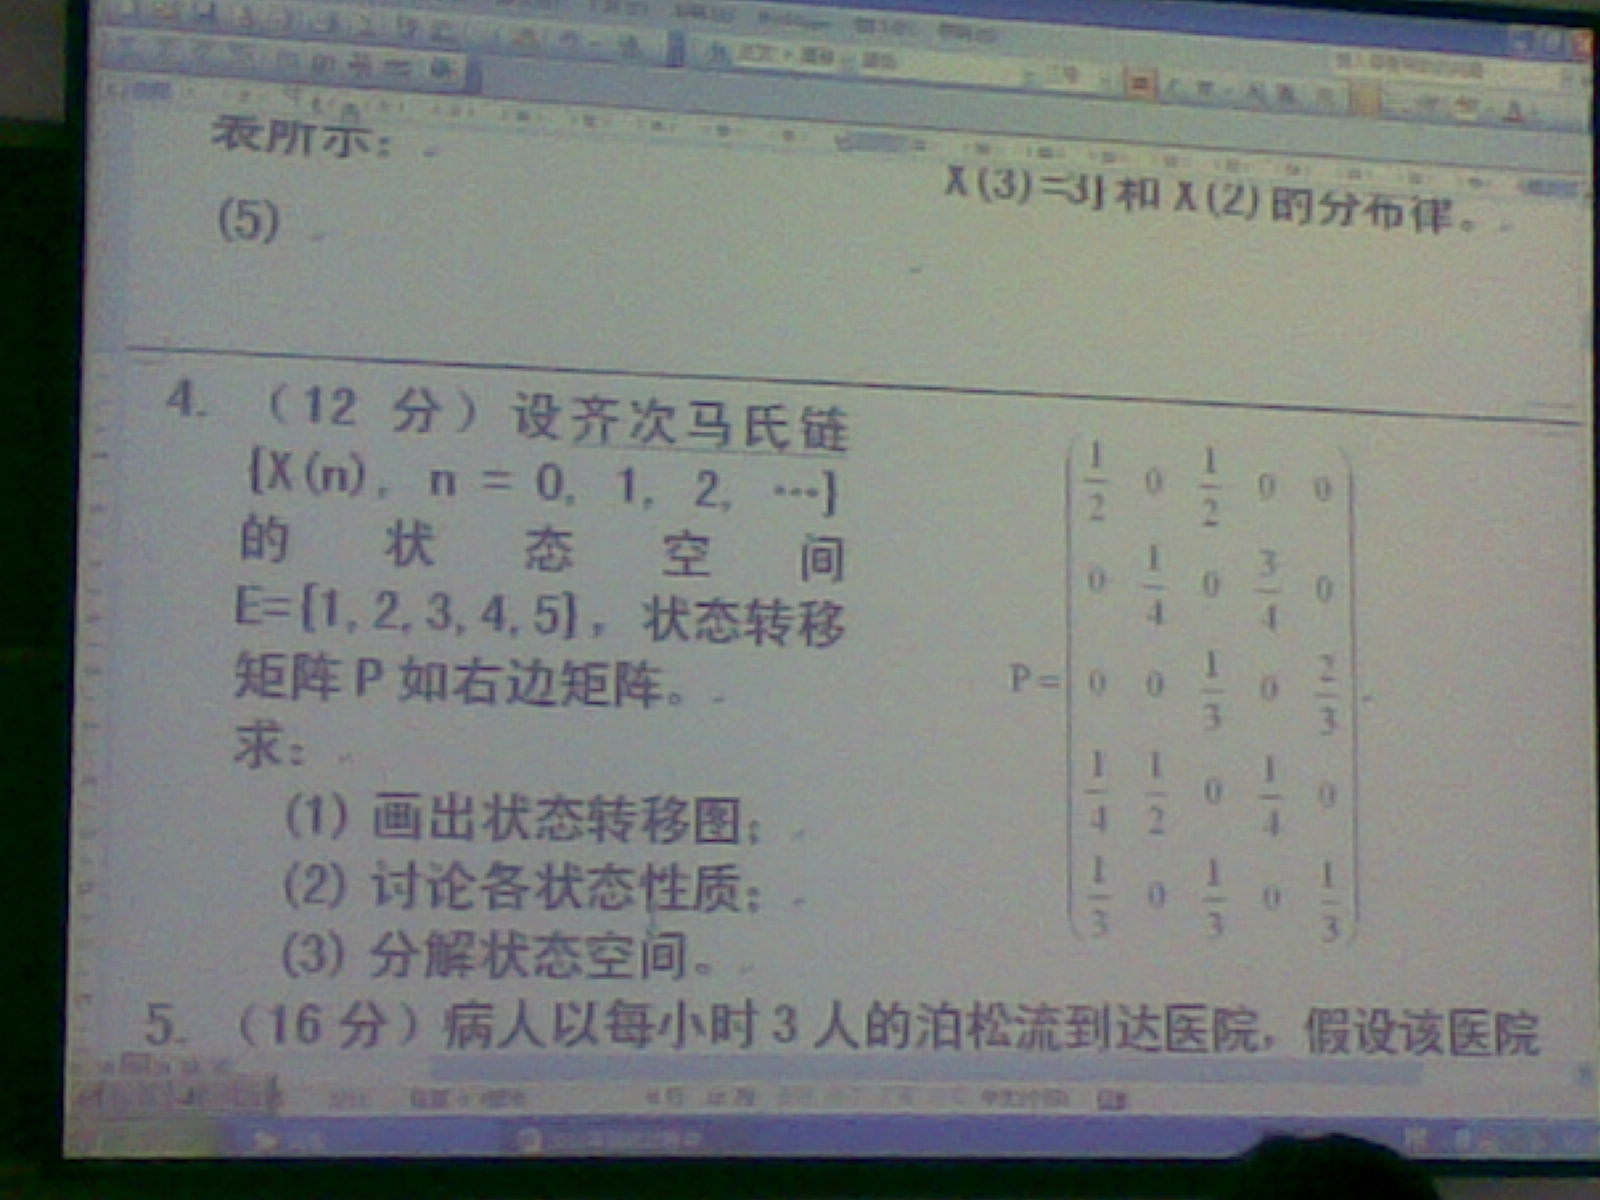 表所示：
X(3)=3}和 X(2) 的分布律。
(5)
4. （12 分）设齐次马氏链
{X(n), n = 0, 1, 2, …}
的状态空间
E={1, 2, 3, 4, 5}，状态转移
矩阵 P 如右边矩阵。
求：
(1) 画出状态转移图；
(2) 讨论各状态性质；
(3) 分解状态空间。
P=
1/2 0 1/2 0 0
0 1/4 0 3/4 0
0 0 1/3 0 2/3
1/4 1/2 0 1/4 0
1/3 0 1/3 0 1/3
5. （16 分）病人以每小时 3 人的泊松流到达医院，假设该医院